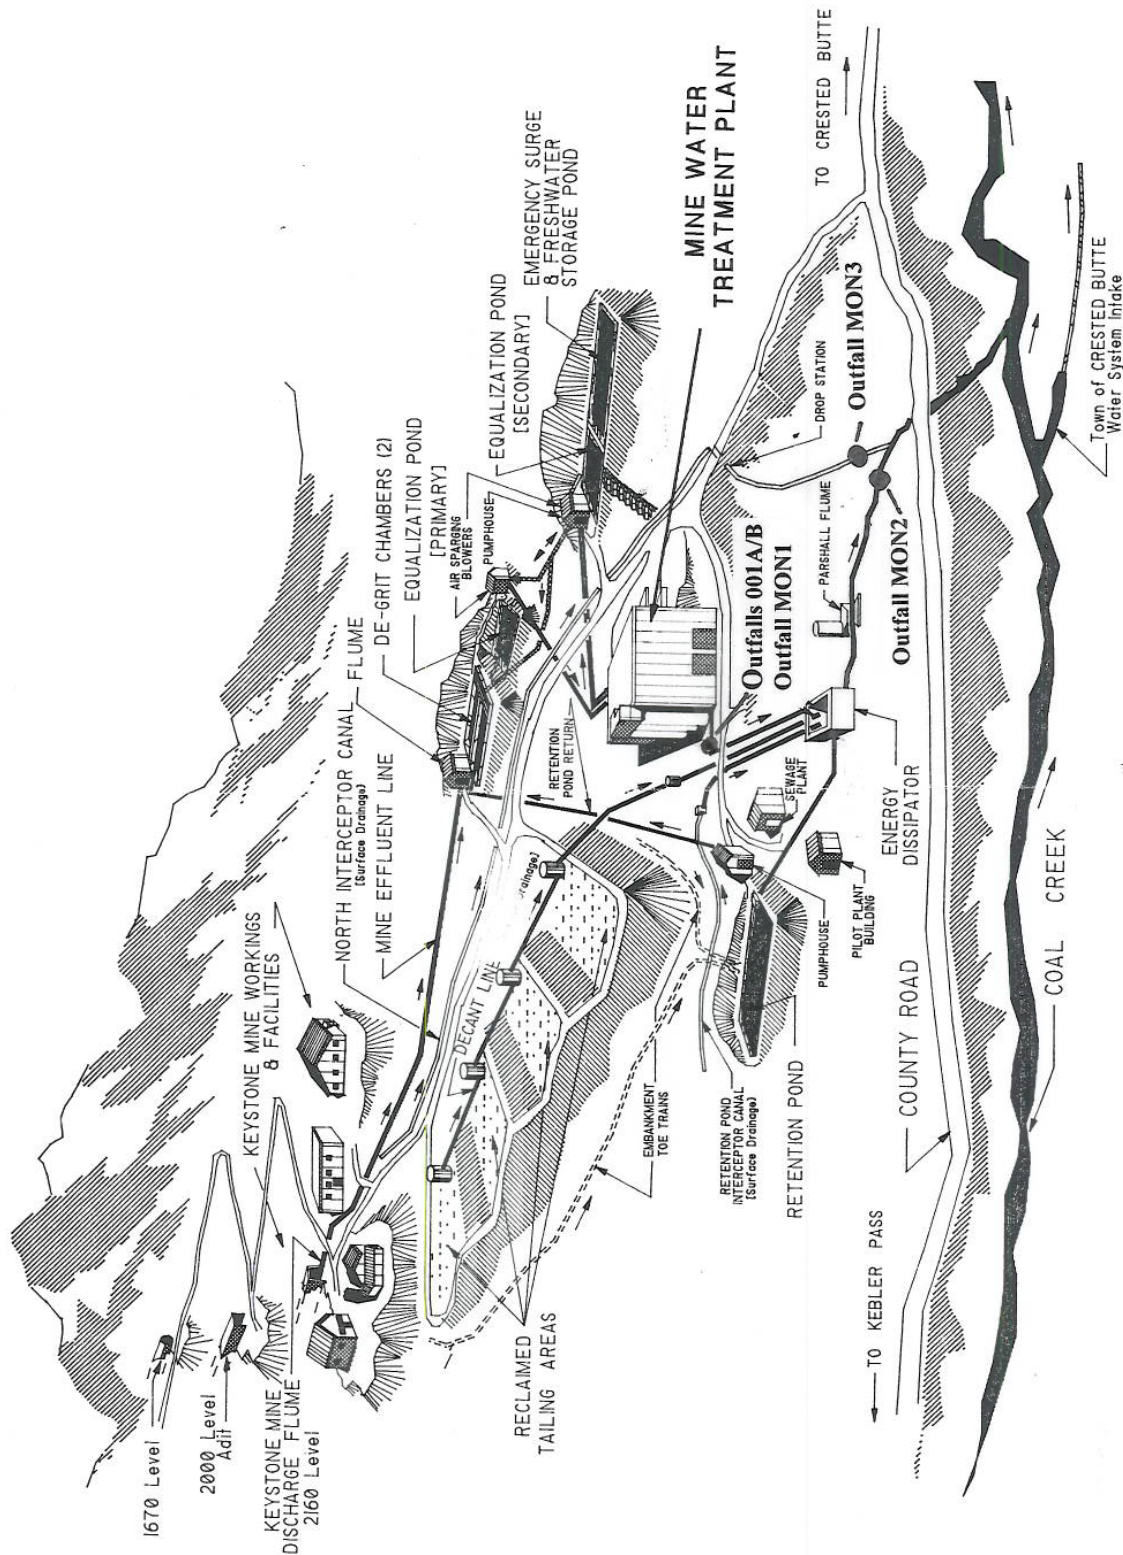 1670 Level
2000 Level
Adit
KEYSTONE MINE
DISCHARGE FLUME
2160 Level
KEYSTONE MINE WORKINGS
& FACILITIES
NORTH INTERCEPTOR CANAL
(Surface Drainage)
MINE EFFLUENT LINE
FLUME
DE-GRIT CHAMBERS (2)
EQUALIZATION POND
[PRIMARY]
AIR SPARGING
BLOWERS
PUMPHOUSE
EQUALIZATION POND
[SECONDARY]
EMERGENCY SURGE
& FRESHWATER
STORAGE POND
MINE WATER
TREATMENT PLANT
TO CRESTED BUTTE
RECLAIMED
TAILING AREAS
DECANT LINE
Drainage)
RETENTION
POND RETURN
EMBANKMENT
TOE TRAINS
RETENTION POND
INTERCEPTOR CANAL
(Surface Drainage)
RETENTION POND
PUMPHOUSE
PILOT PLANT
BUILDING
SEWAGE
PLANT
ENERGY
DISSIPATOR
Outfalls 001A/B
Outfall MON1
PARSHALL FLUME
Outfall MON2
DROP STATION
Outfall MON3
TO KEBLER PASS
COUNTY ROAD
COAL CREEK
Town of CRESTED BUTTE
Water System Intake